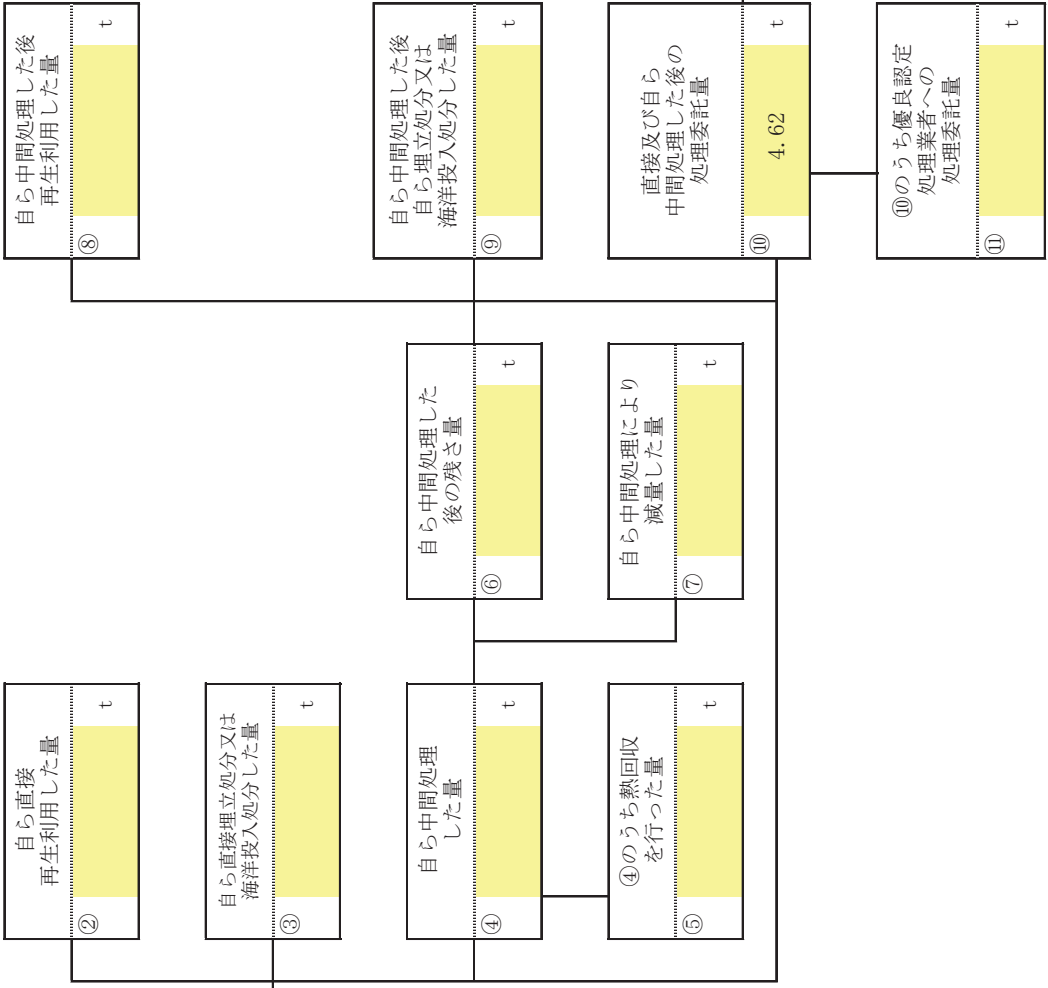 自ら直接
再生利用した量
②
t
自ら直接埋立処分又は
海洋投入処分した量
③
t
自ら中間処理
した量
④
t
④のうち熱回収
を行った量
⑤
t
自ら中間処理した
後の残さ量
⑥
t
自ら中間処理により
減量した量
⑦
t
自ら中間処理した後
再生利用した量
⑧
t
自ら中間処理した後
自ら埋立処分又は
海洋投入処分した量
⑨
t
直接及び自ら
中間処理した後の
処理委託量
⑩
4.62
t
⑩のうち優良認定
処理業者への
処理委託量
⑪
t